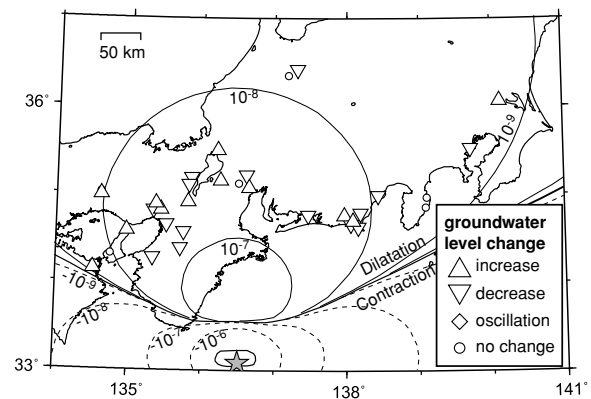 50 km
36°
10⁻⁸
10⁻⁹
10⁻⁷
Dilatation
Contraction
-10⁻⁹
-10⁻⁸
-10⁻⁷
-10⁻⁶
groundwater
level change
increase
decrease
oscillation
no change
33°
135°
138°
141°